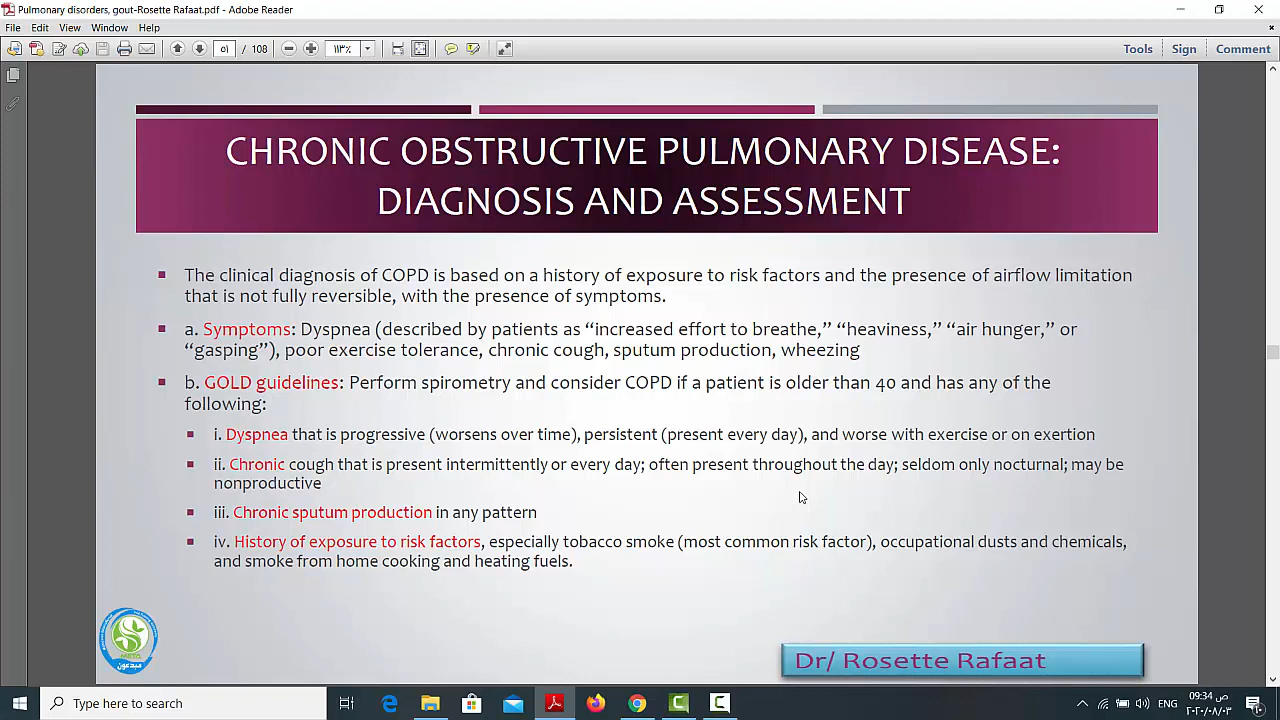 Pulmonary disorders, gout-Rosette Rafaat.pdf - Adobe Reader
File Edit View Window Help
٥١ / 108 ١١٣٪ Tools Sign Comment
CHRONIC OBSTRUCTIVE PULMONARY DISEASE:
DIAGNOSIS AND ASSESSMENT
The clinical diagnosis of COPD is based on a history of exposure to risk factors and the presence of airflow limitation
that is not fully reversible, with the presence of symptoms.
a. Symptoms: Dyspnea (described by patients as “increased effort to breathe,” “heaviness,” “air hunger,” or
“gasping”), poor exercise tolerance, chronic cough, sputum production, wheezing
b. GOLD guidelines: Perform spirometry and consider COPD if a patient is older than 40 and has any of the
following:
i. Dyspnea that is progressive (worsens over time), persistent (present every day), and worse with exercise or on exertion
ii. Chronic cough that is present intermittently or every day; often present throughout the day; seldom only nocturnal; may be
nonproductive
iii. Chronic sputum production in any pattern
iv. History of exposure to risk factors, especially tobacco smoke (most common risk factor), occupational dusts and chemicals,
and smoke from home cooking and heating fuels.
مبدعون
Dr/ Rosette Rafaat
Type here to search
ENG
09:34 ص
٢٠٢٠/٠٨/٠٣